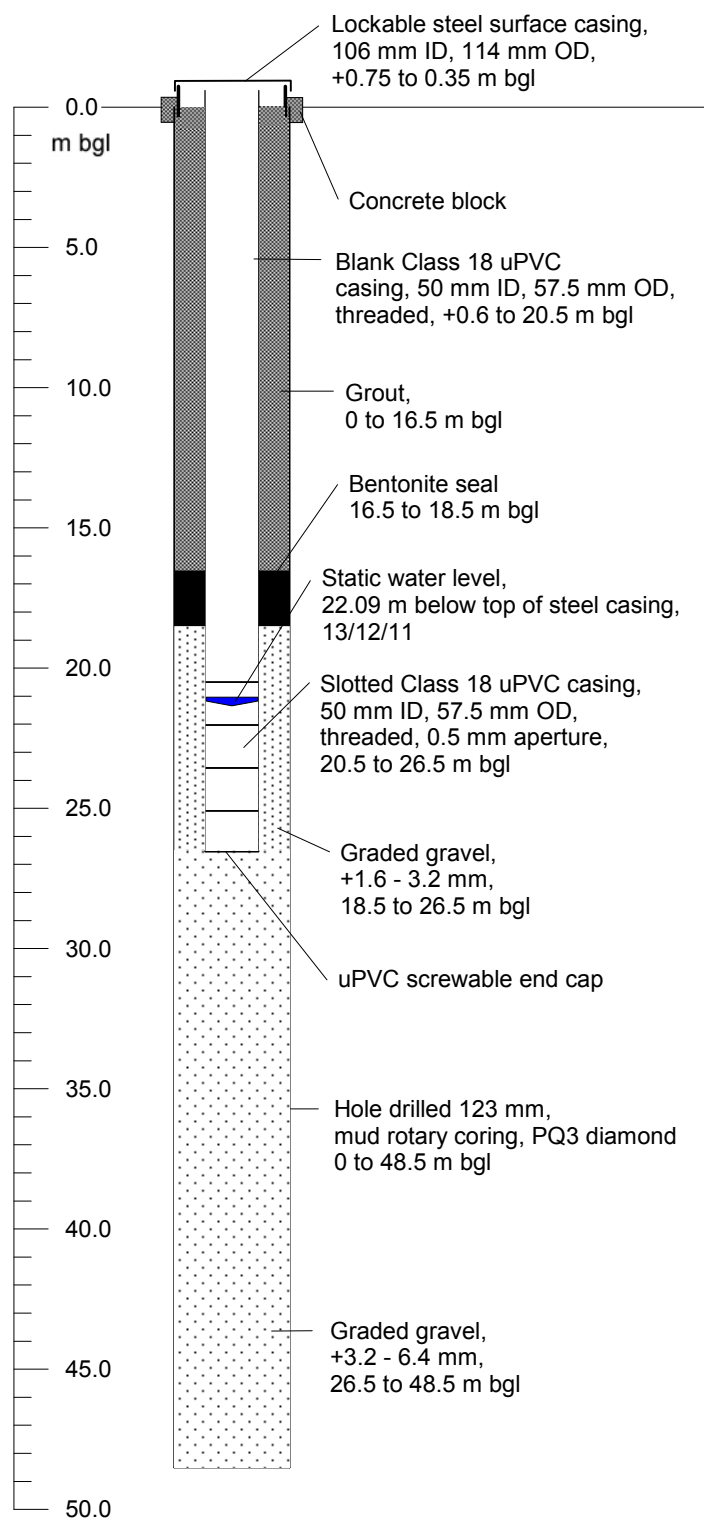 Lockable steel surface casing,
106 mm ID, 114 mm OD,
+0.75 to 0.35 m bgl
0.0
m bgl
Concrete block
5.0
Blank Class 18 uPVC
casing, 50 mm ID, 57.5 mm OD,
threaded, +0.6 to 20.5 m bgl
10.0
Grout,
0 to 16.5 m bgl
Bentonite seal
16.5 to 18.5 m bgl
15.0
Static water level,
22.09 m below top of steel casing,
13/12/11
20.0
Slotted Class 18 uPVC casing,
50 mm ID, 57.5 mm OD,
threaded, 0.5 mm aperture,
20.5 to 26.5 m bgl
25.0
Graded gravel,
+1.6 - 3.2 mm,
18.5 to 26.5 m bgl
30.0
uPVC screwable end cap
35.0
Hole drilled 123 mm,
mud rotary coring, PQ3 diamond
0 to 48.5 m bgl
40.0
Graded gravel,
+3.2 - 6.4 mm,
26.5 to 48.5 m bgl
45.0
50.0